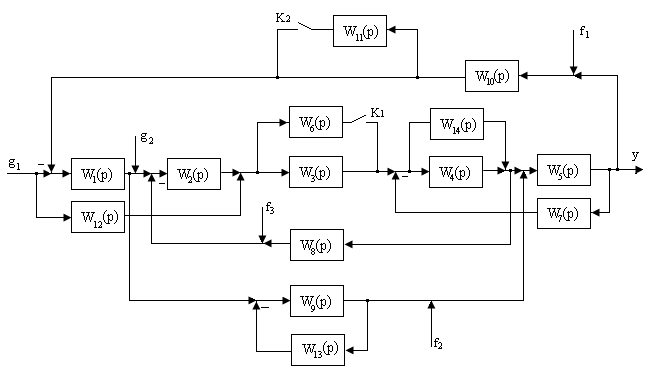 K2
W11(p)
f1
W10(p)
g2
W6(p)
K1
W14(p)
g1
–
W1(p)
–
W2(p)
W3(p)
–
W4(p)
W5(p)
y
W12(p)
f3
W7(p)
W8(p)
–
W9(p)
f2
W13(p)